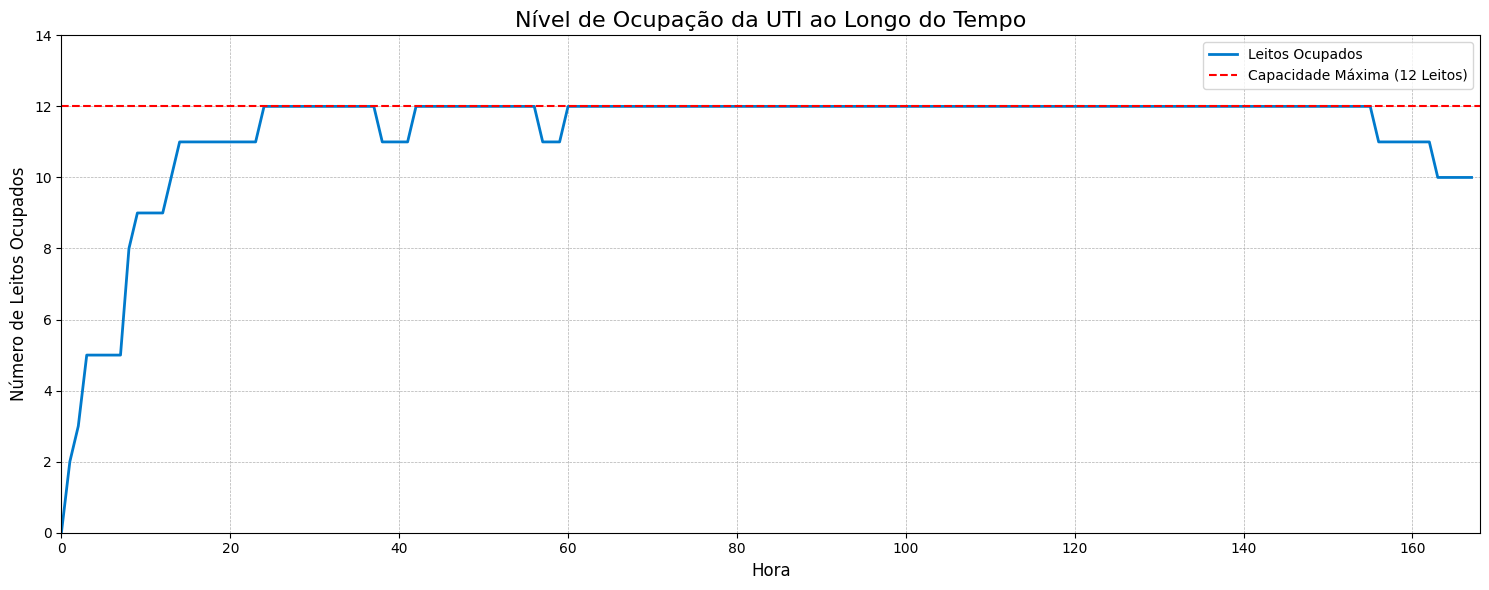 Nível de Ocupação da UTI ao Longo do Tempo
Leitos Ocupados
Capacidade Máxima (12 Leitos)
Número de Leitos Ocupados
14
12
10
8
6
4
2
0
0 20 40 60 80 100 120 140 160
Hora